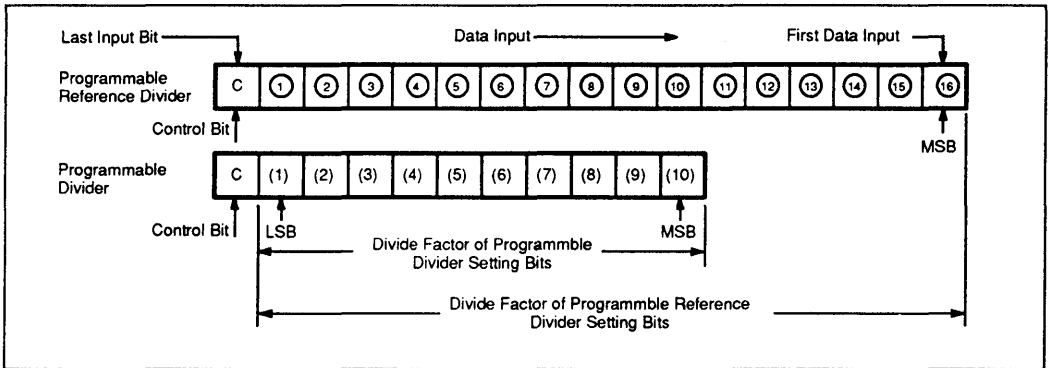 Last Input Bit
Data Input
First Data Input
Programmable
Reference Divider
C ① ② ③ ④ ⑤ ⑥ ⑦ ⑧ ⑨ ⑩ ⑪ ⑫ ⑬ ⑭ ⑮ ⑯
Control Bit
MSB
Programmable
Divider
C (1) (2) (3) (4) (5) (6) (7) (8) (9) (10)
Control Bit
LSB
MSB
Divide Factor of Programmble
Divider Setting Bits
Divide Factor of Programmble Reference
Divider Setting Bits